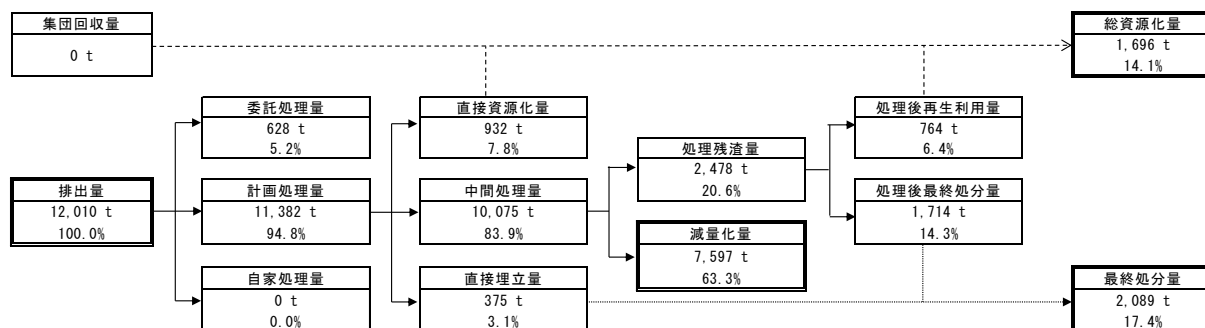 集団回収量
0 t
総資源化量
1,696 t
14.1%
委託処理量
628 t
5.2%
直接資源化量
932 t
7.8%
処理後再生利用量
764 t
6.4%
処理残渣量
2,478 t
20.6%
排出量
12,010 t
100.0%
計画処理量
11,382 t
94.8%
中間処理量
10,075 t
83.9%
処理後最終処分量
1,714 t
14.3%
減量化量
7,597 t
63.3%
自家処理量
0 t
0.0%
直接埋立量
375 t
3.1%
最終処分量
2,089 t
17.4%